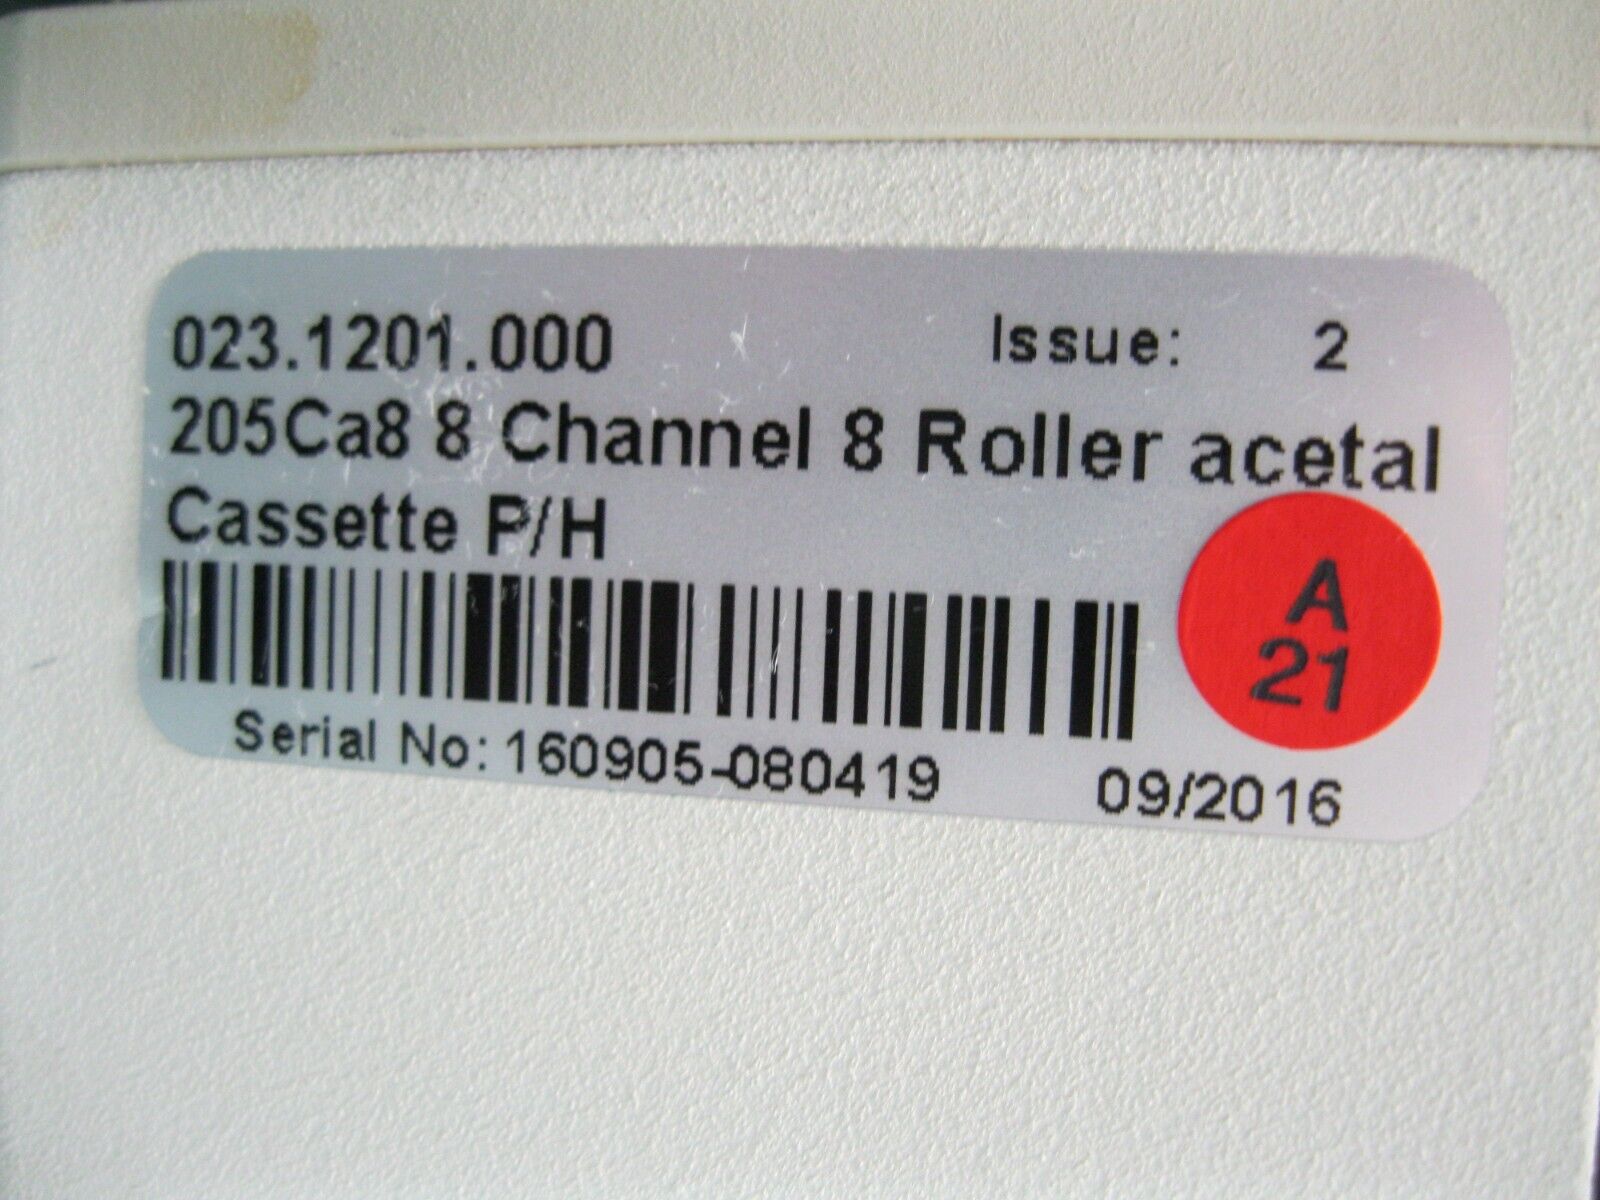 023.1201.000 Issue: 2
205Ca8 8 Channel 8 Roller acetal
Cassette P/H
A
21
Serial No: 160905-080419 09/2016